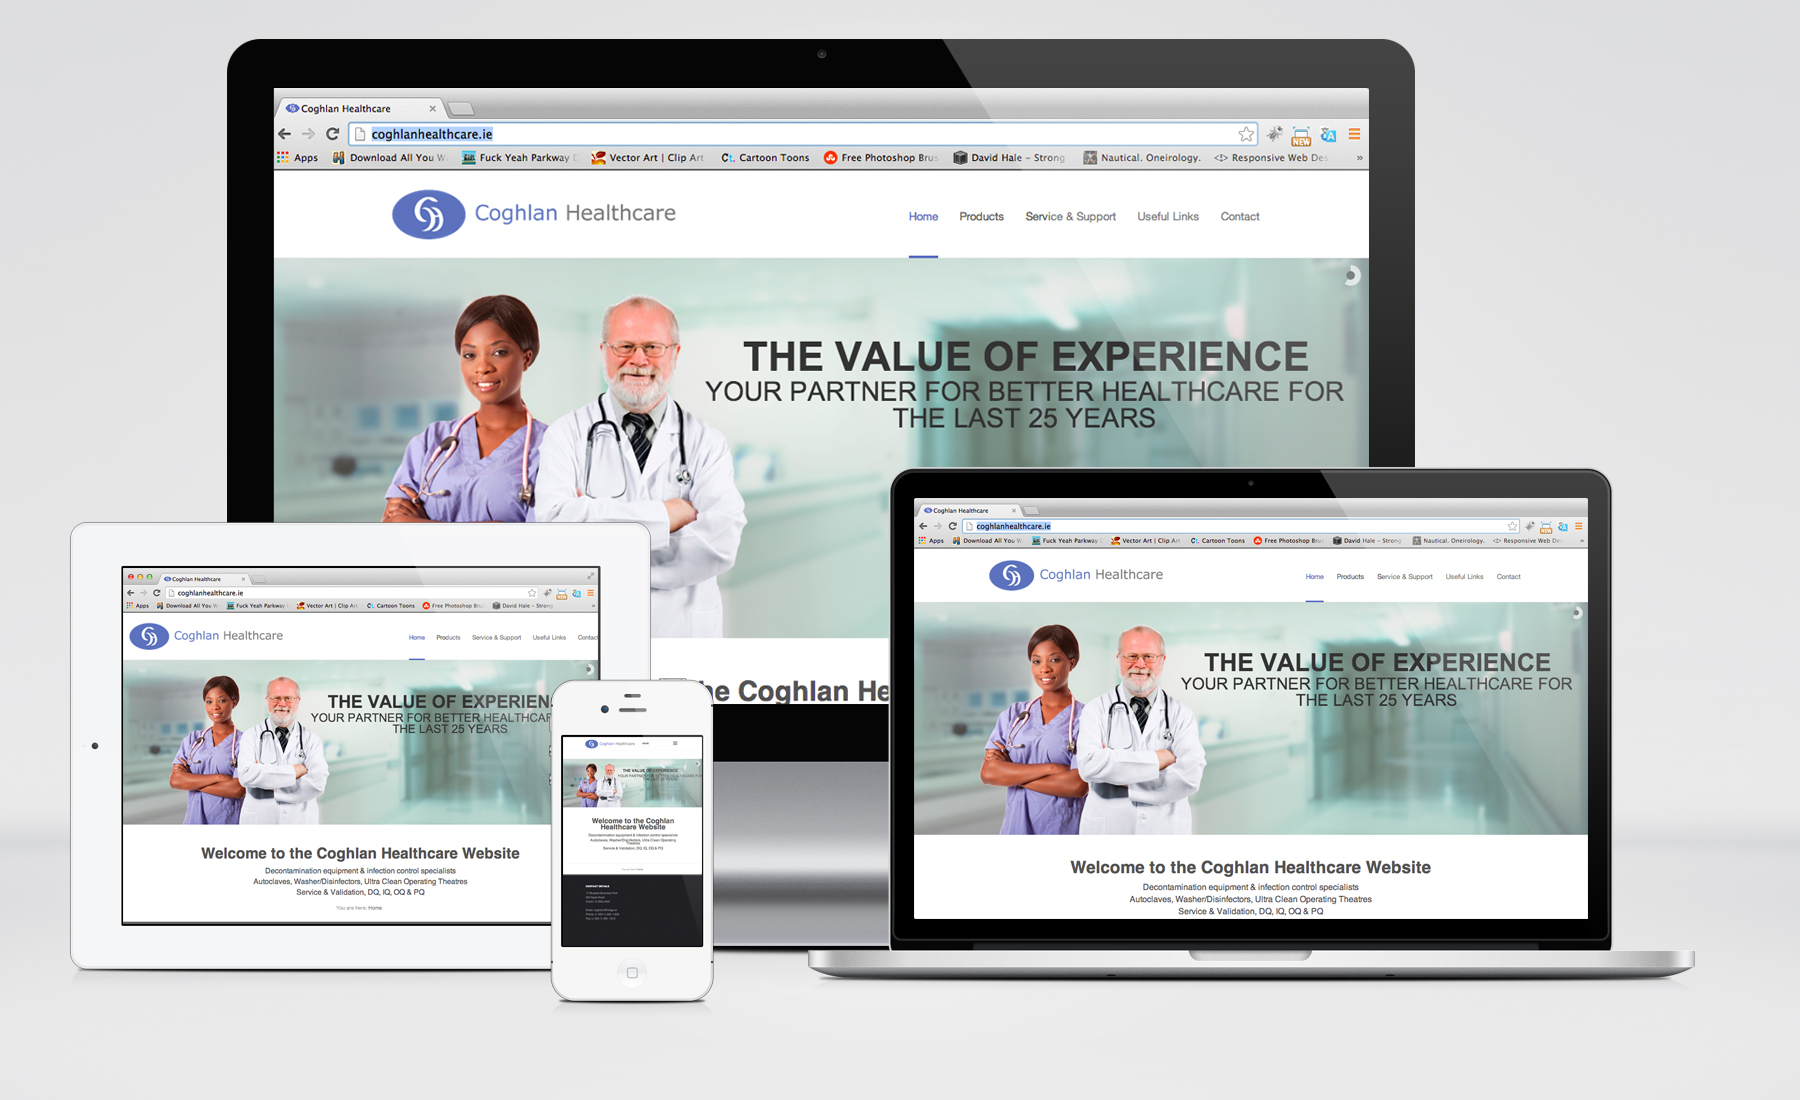 Coghlan Healthcare
coghlanhealthcare.ie
Apps Download All You W Fuck Yeah Parkway D Vector Art | Clip Art Ct. Cartoon Toons Free Photoshop Brus David Hale – Strong Nautical. Oneirology. Responsive Web Des »
NEW
Coghlan Healthcare
Home Products Service & Support Useful Links Contact
THE VALUE OF EXPERIENCE
YOUR PARTNER FOR BETTER HEALTHCARE FOR
THE LAST 25 YEARS
he Coghlan He
Coghlan Healthcare
coghlanhealthcare.ie
NEW
Apps Download All You W Fuck Yeah Parkway Vector Art | Clip Art Ct. Cartoon Toons Free Photoshop Brus David Hale – Strong »
Coghlan Healthcare
Home Products Service & Support Useful Links Contact
THE VALUE OF EXPERIEN
YOUR PARTNER FOR BETTER HEALTHCAR
THE LAST 25 YEARS
Welcome to the Coghlan Healthcare Website
Decontamination equipment & infection control specialists
Autoclaves, Washer/Disinfectors, Ultra Clean Operating Theatres
Service & Validation, DQ, IQ, OQ & PQ
You are here: Home
Coghlan Healthcare
THE VALUE OF EXPERIENCE
YOUR PARTNER FOR BETTER HEALTHCARE FOR
THE LAST 25 YEARS
Welcome to the Coghlan
Healthcare Website
Decontamination equipment & infection control specialists
Autoclaves, Washer/Disinfectors, Ultra Clean Operating
Theatres
Service & Validation, DQ, IQ, OQ & PQ
CONTACT DETAILS
Coghlan Healthcare
coghlanhealthcare.ie
NEW
Apps Download All You W Fuck Yeah Parkway Vector Art | Clip Art Ct. Cartoon Toons Free Photoshop Brus David Hale – Strong Nautical. Oneirology. Responsive Web Des »
Coghlan Healthcare
Home Products Service & Support Useful Links Contact
THE VALUE OF EXPERIENCE
YOUR PARTNER FOR BETTER HEALTHCARE FOR
THE LAST 25 YEARS
Welcome to the Coghlan Healthcare Website
Decontamination equipment & infection control specialists
Autoclaves, Washer/Disinfectors, Ultra Clean Operating Theatres
Service & Validation, DQ, IQ, OQ & PQ